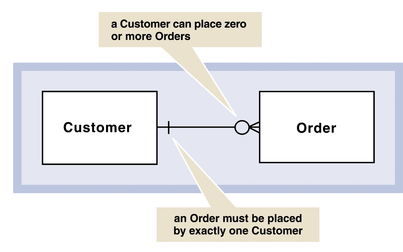 a Customer can place zero
or more Orders
Customer
Order
an Order must be placed
by exactly one Customer